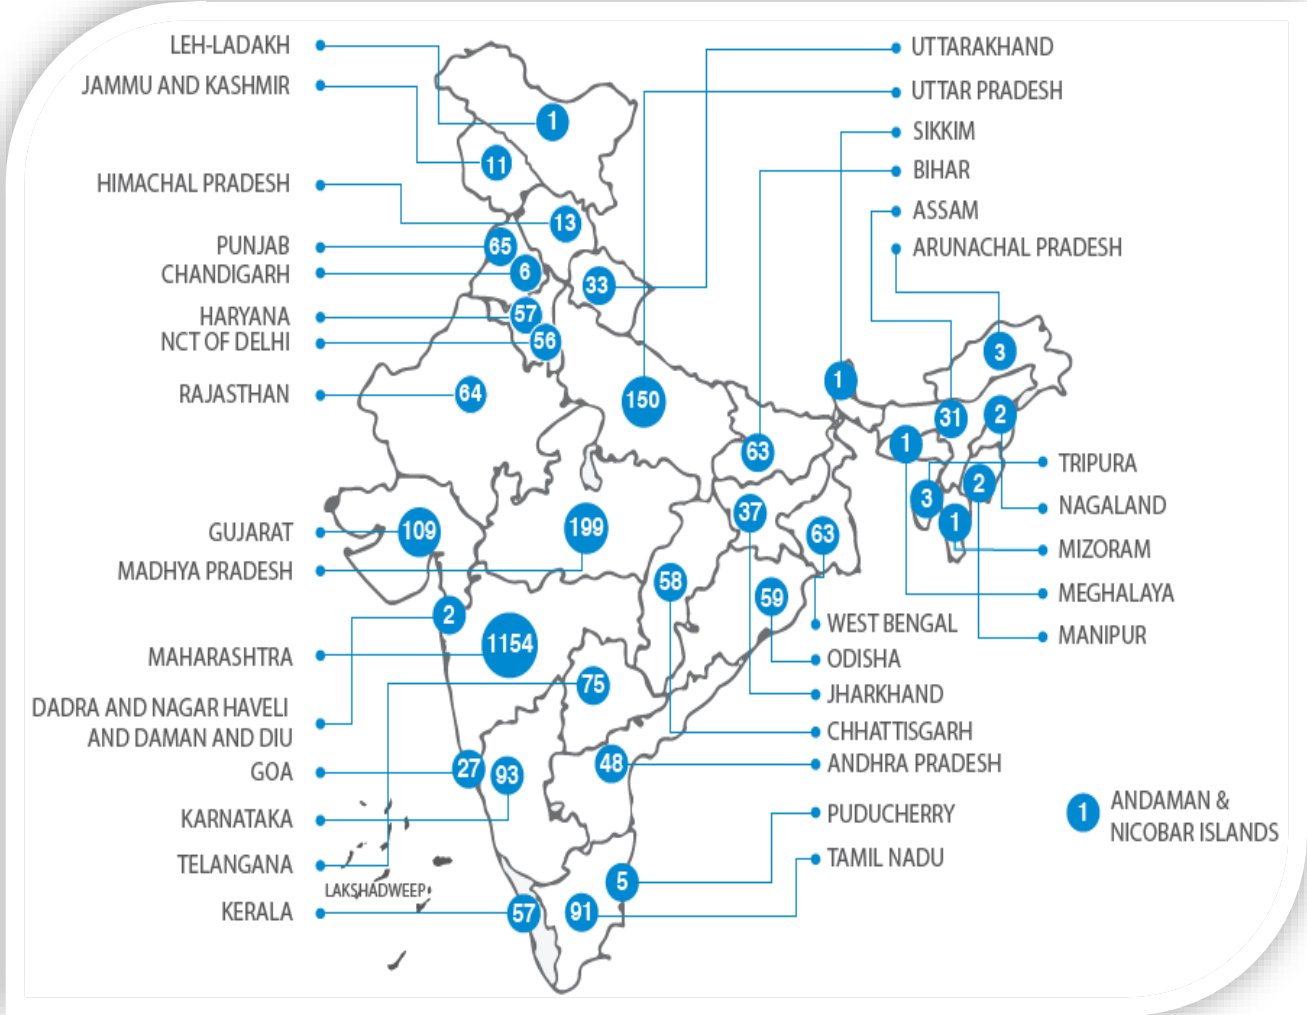 LEH-LADAKH
JAMMU AND KASHMIR
HIMACHAL PRADESH
PUNJAB
CHANDIGARH
HARYANA
NCT OF DELHI
RAJASTHAN
GUJARAT
MADHYA PRADESH
MAHARASHTRA
DADRA AND NAGAR HAVELI
AND DAMAN AND DIU
GOA
KARNATAKA
TELANGANA
LAKSHADWEEP
KERALA
1
11
13
65
6
33
57
56
64
150
63
109
199
37
63
58
59
2
1154
75
27
93
48
5
57
91
1
3
31
2
1
2
3
1
UTTARAKHAND
UTTAR PRADESH
SIKKIM
BIHAR
ASSAM
ARUNACHAL PRADESH
TRIPURA
NAGALAND
MIZORAM
MEGHALAYA
MANIPUR
WEST BENGAL
ODISHA
JHARKHAND
CHHATTISGARH
ANDHRA PRADESH
PUDUCHERRY
TAMIL NADU
1
ANDAMAN &
NICOBAR ISLANDS